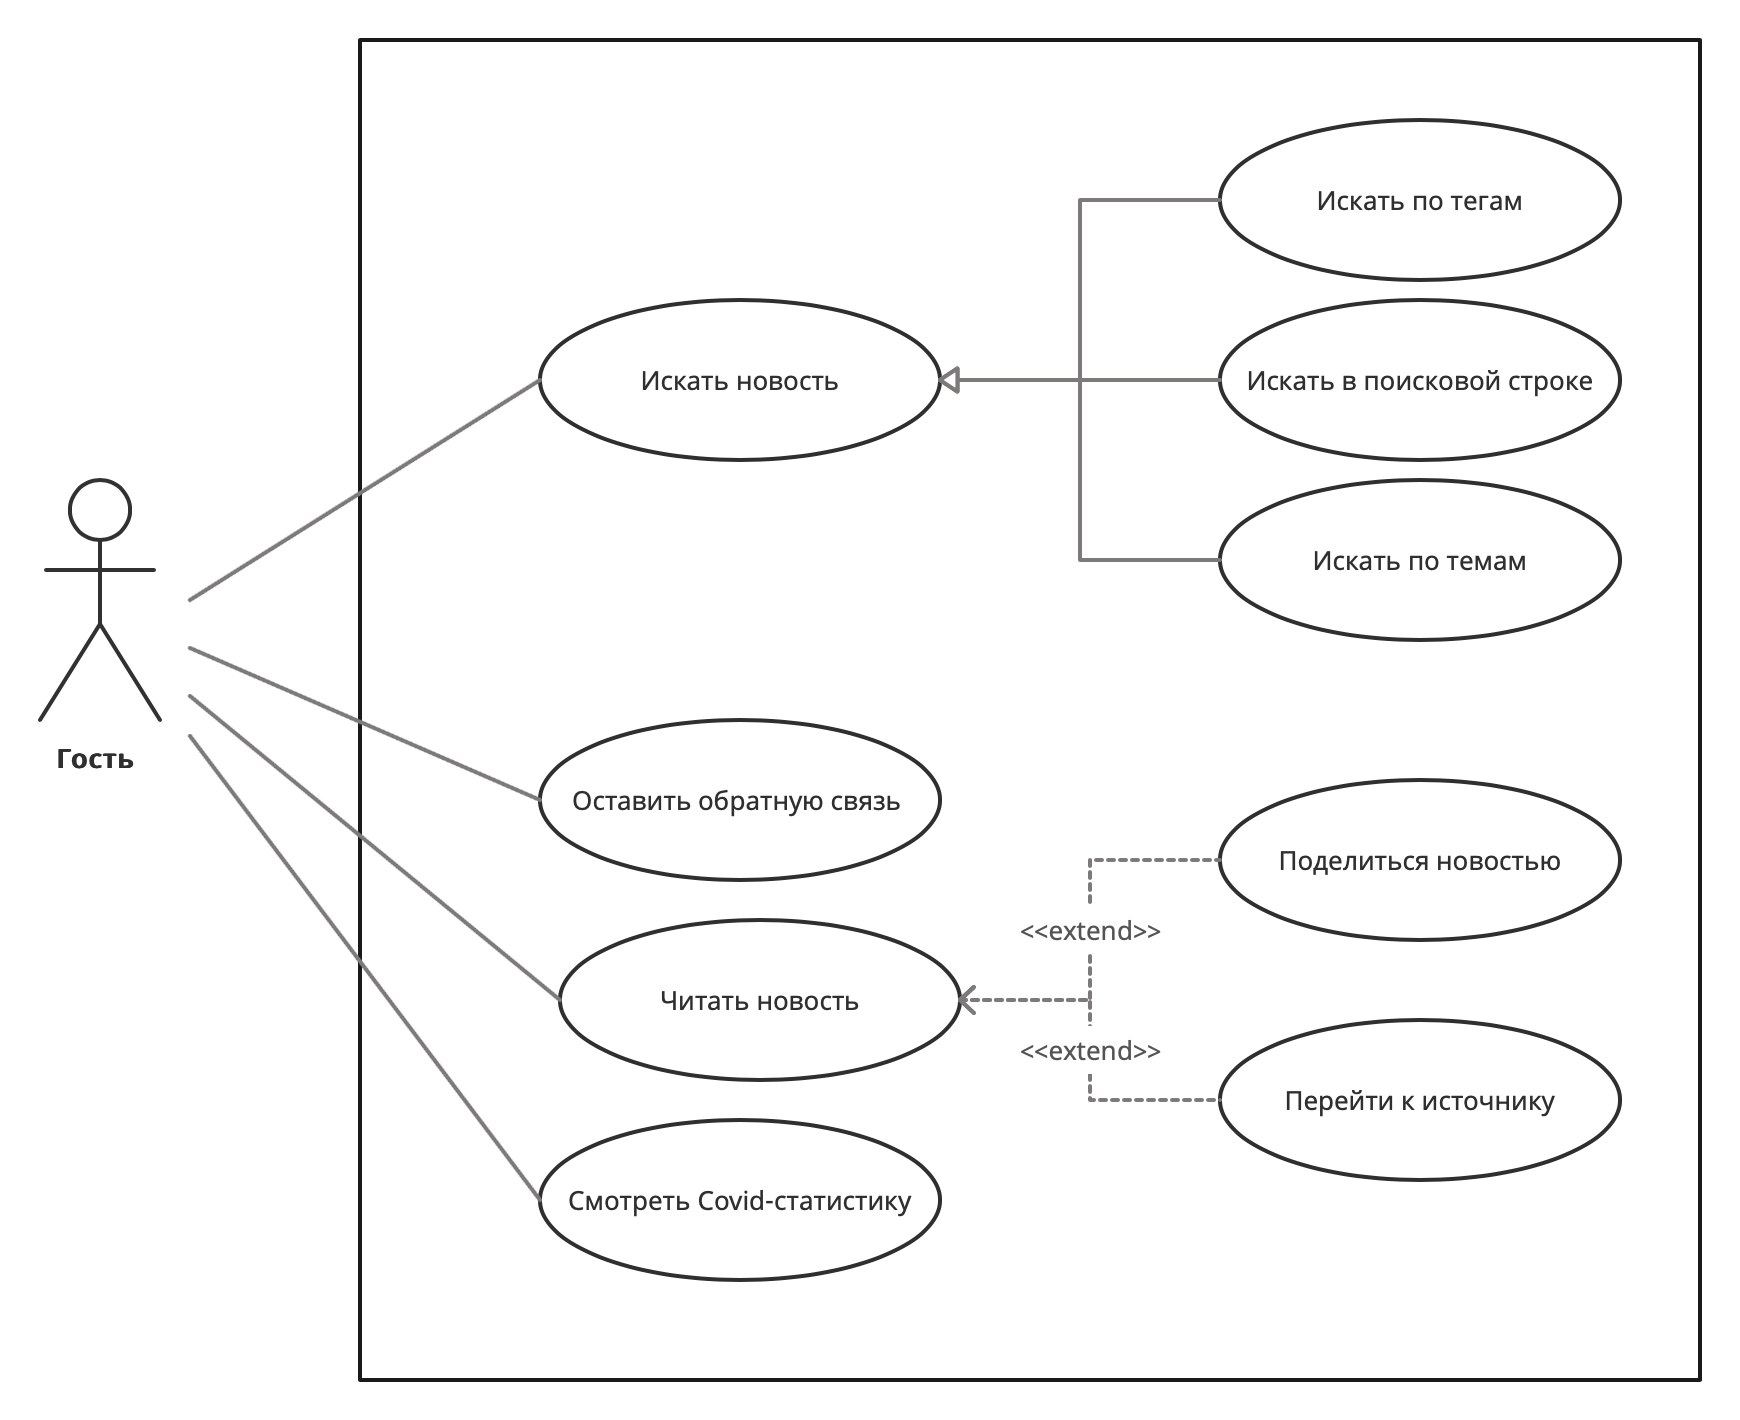 Искать по тегам
Искать новость
Искать в поисковой строке
Искать по темам
Гость
Оставить обратную связь
Поделиться новостью
<<extend>>
Читать новость
<<extend>>
Перейти к источнику
Смотреть Covid-статистику